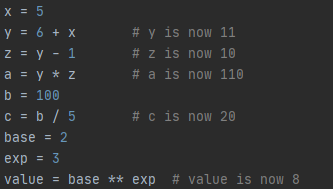 x = 5
y = 6 + x        # y is now 11
z = y - 1        # z is now 10
a = y * z        # a is now 110
b = 100
c = b / 5        # c is now 20
base = 2
exp = 3
value = base ** exp  # value is now 8